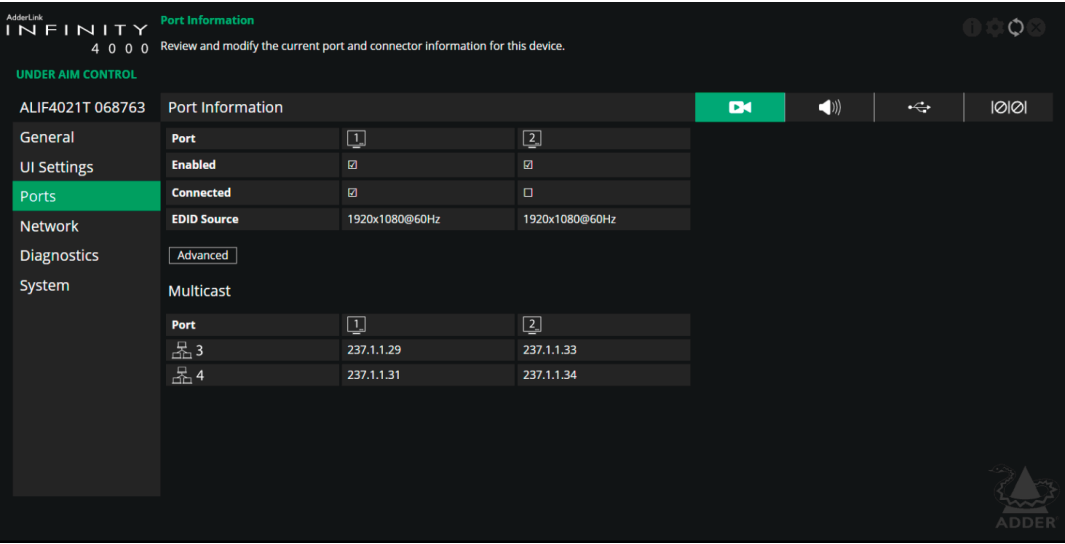 AdderLink
INFINITY
4000
Port Information
Review and modify the current port and connector information for this device.
UNDER AIM CONTROL
ALIF4021T 068763
Port Information
|0|0|
General
UI Settings
Ports
Network
Diagnostics
System
Port 1 2
Enabled
Connected
EDID Source 1920x1080@60Hz 1920x1080@60Hz
Advanced
Multicast
Port 1 2
3 237.1.1.29 237.1.1.33
4 237.1.1.31 237.1.1.34
ADDER